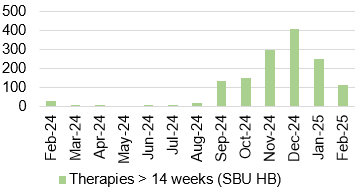 500
400
300
200
100
0
Feb-24
Mar-24
Apr-24
May-24
Jun-24
Jul-24
Aug-24
Sep-24
Oct-24
Nov-24
Dec-24
Jan-25
Feb-25
Therapies > 14 weeks (SBU HB)